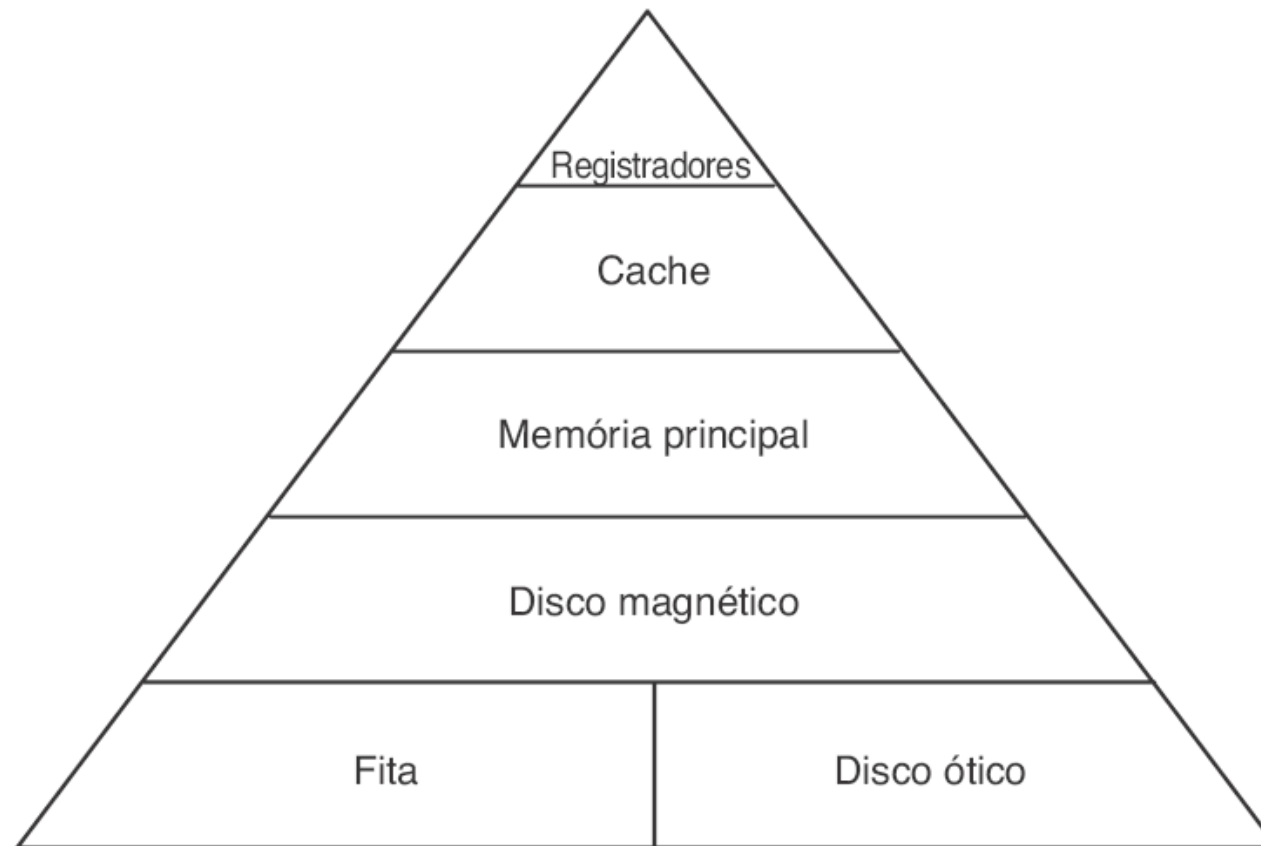 Registradores
Cache
Memória principal
Disco magnético
Fita
Disco ótico